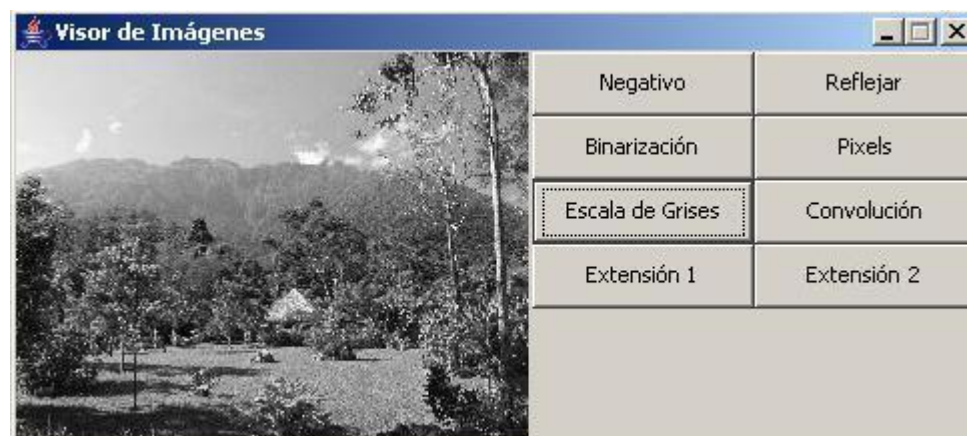 Visor de Imágenes
Negativo
Reflejar
Binarización
Pixels
Escala de Grises
Convolución
Extensión 1
Extensión 2